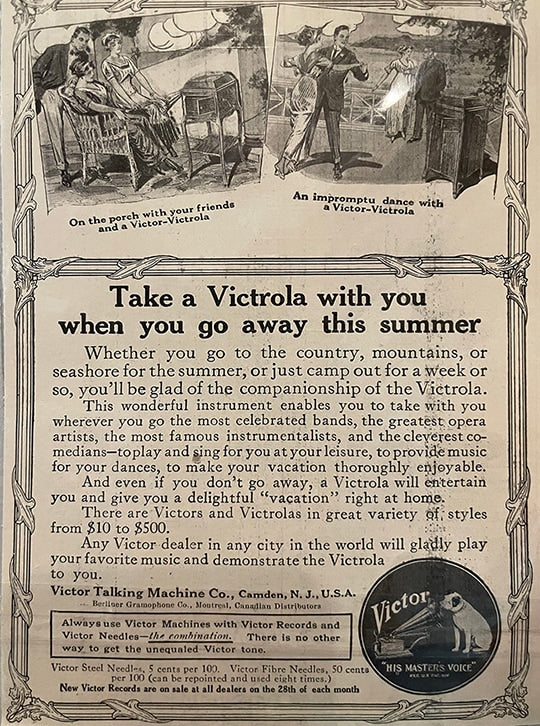 On the porch with your friends
and a Victor-Victrola
An impromptu dance with
a Victor-Victrola
Take a Victrola with you
when you go away this summer
Whether you go to the country, mountains, or
seashore for the summer, or just camp out for a week or
so, you'll be glad of the companionship of the Victrola.
This wonderful instrument enables you to take with you
wherever you go the most celebrated bands, the greatest opera
artists, the most famous instrumentalists, and the cleverest co-
medians—to play and sing for you at your leisure, to provide music
for your dances, to make your vacation thoroughly enjoyable.
And even if you don't go away, a Victrola will entertain
you and give you a delightful "vacation" right at home.
There are Victors and Victrolas in great variety of styles
from $10 to $500.
Any Victor dealer in any city in the world will gladly play
your favorite music and demonstrate the Victrola
to you.
Victor Talking Machine Co., Camden, N. J., U.S.A.
Berliner Gramophone Co., Montreal, Canadian Distributors
Always use Victor Machines with Victor Records and
Victor Needles—the combination. There is no other
way to get the unequaled Victor tone.
Victor Steel Needles, 5 cents per 100. Victor Fibre Needles, 50 cents
per 100 (can be repointed and used eight times.)
New Victor Records are on sale at all dealers on the 28th of each month
Victor
"HIS MASTER'S VOICE"
REG. U.S. PAT. OFF.